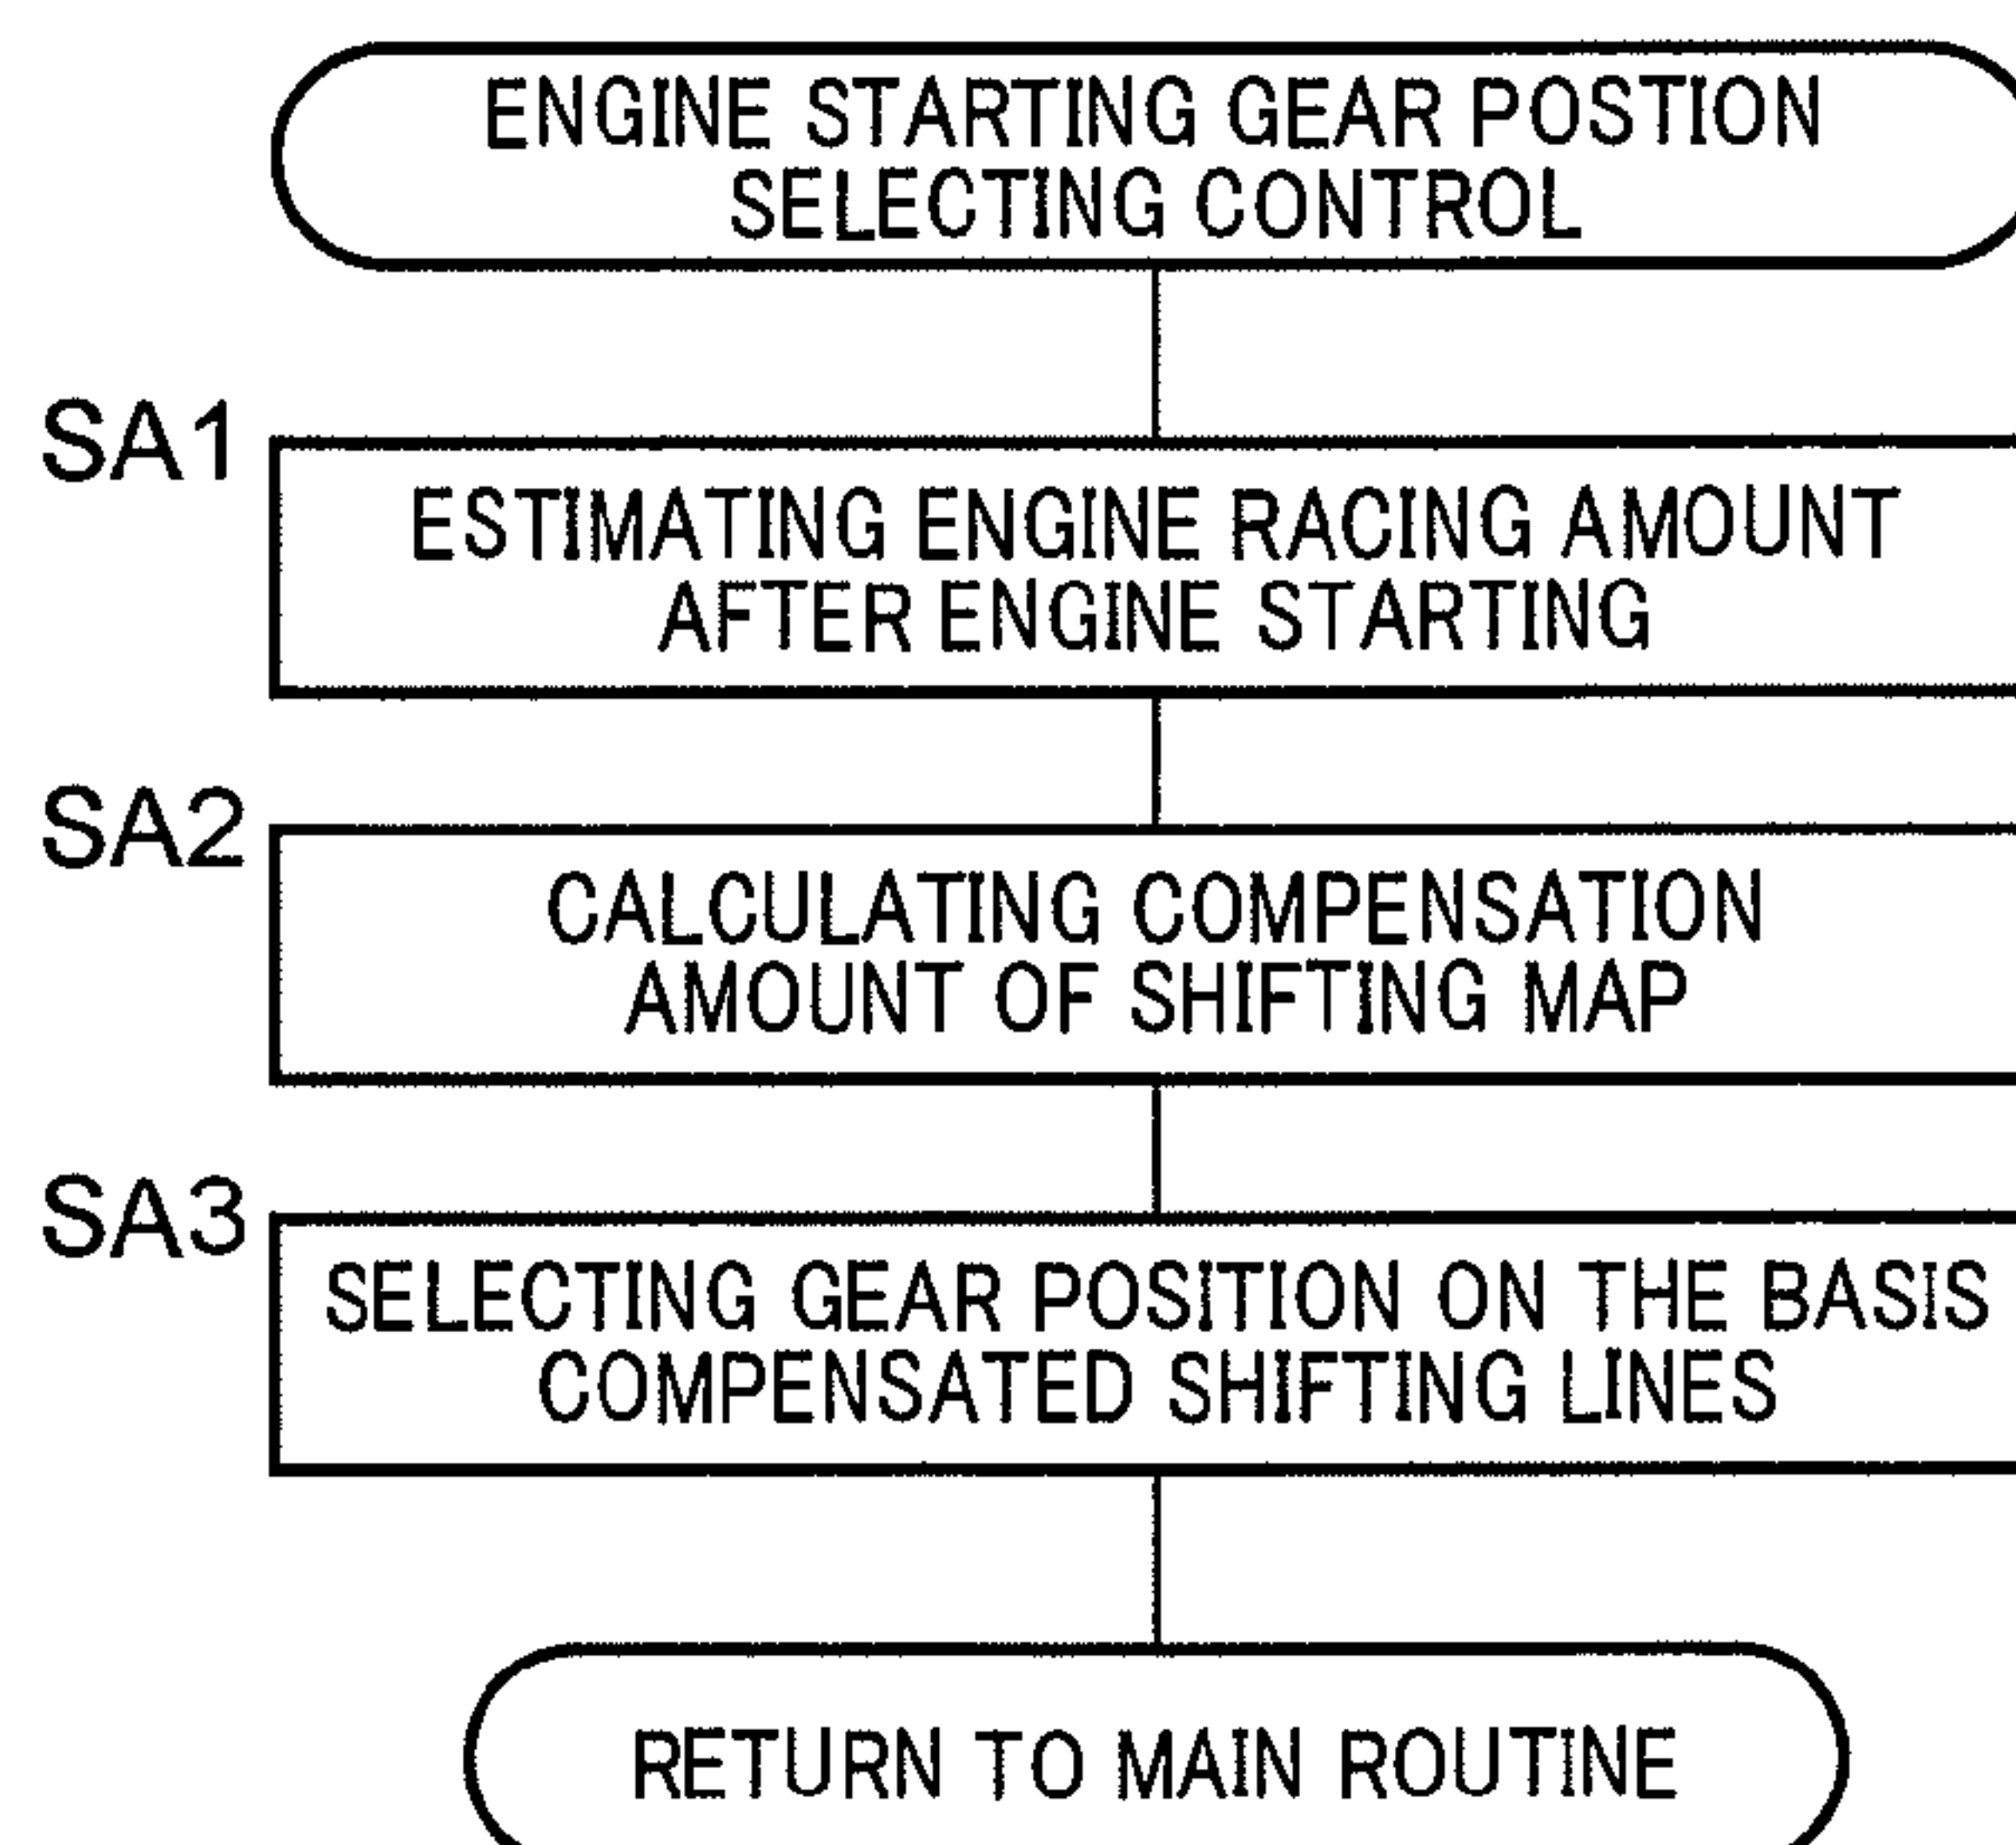 ENGINE STARTING GEAR POSTION
SELECTING CONTROL
SA1
ESTIMATING ENGINE RACING AMOUNT
AFTER ENGINE STARTING
SA2
CALCULATING COMPENSATION
AMOUNT OF SHIFTING MAP
SA3
SELECTING GEAR POSITION ON THE BASIS
COMPENSATED SHIFTING LINES
RETURN TO MAIN ROUTINE